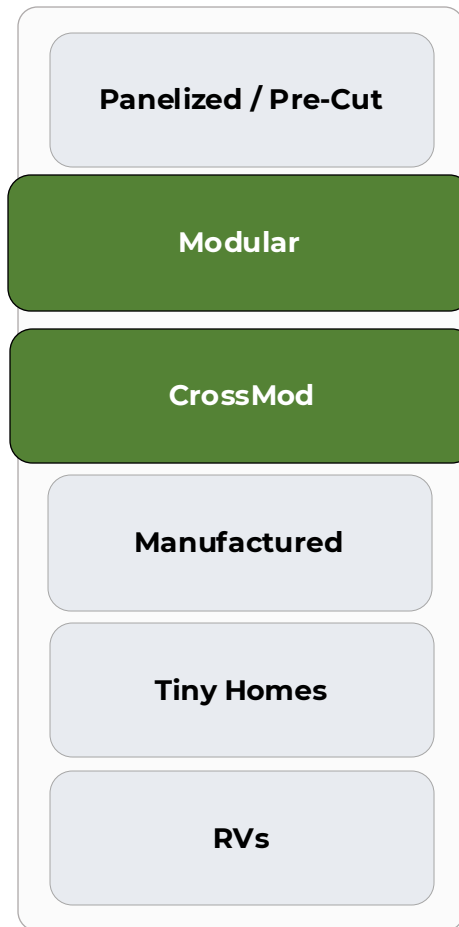 Panelized / Pre-Cut
Modular
CrossMod
Manufactured
Tiny Homes
RVs